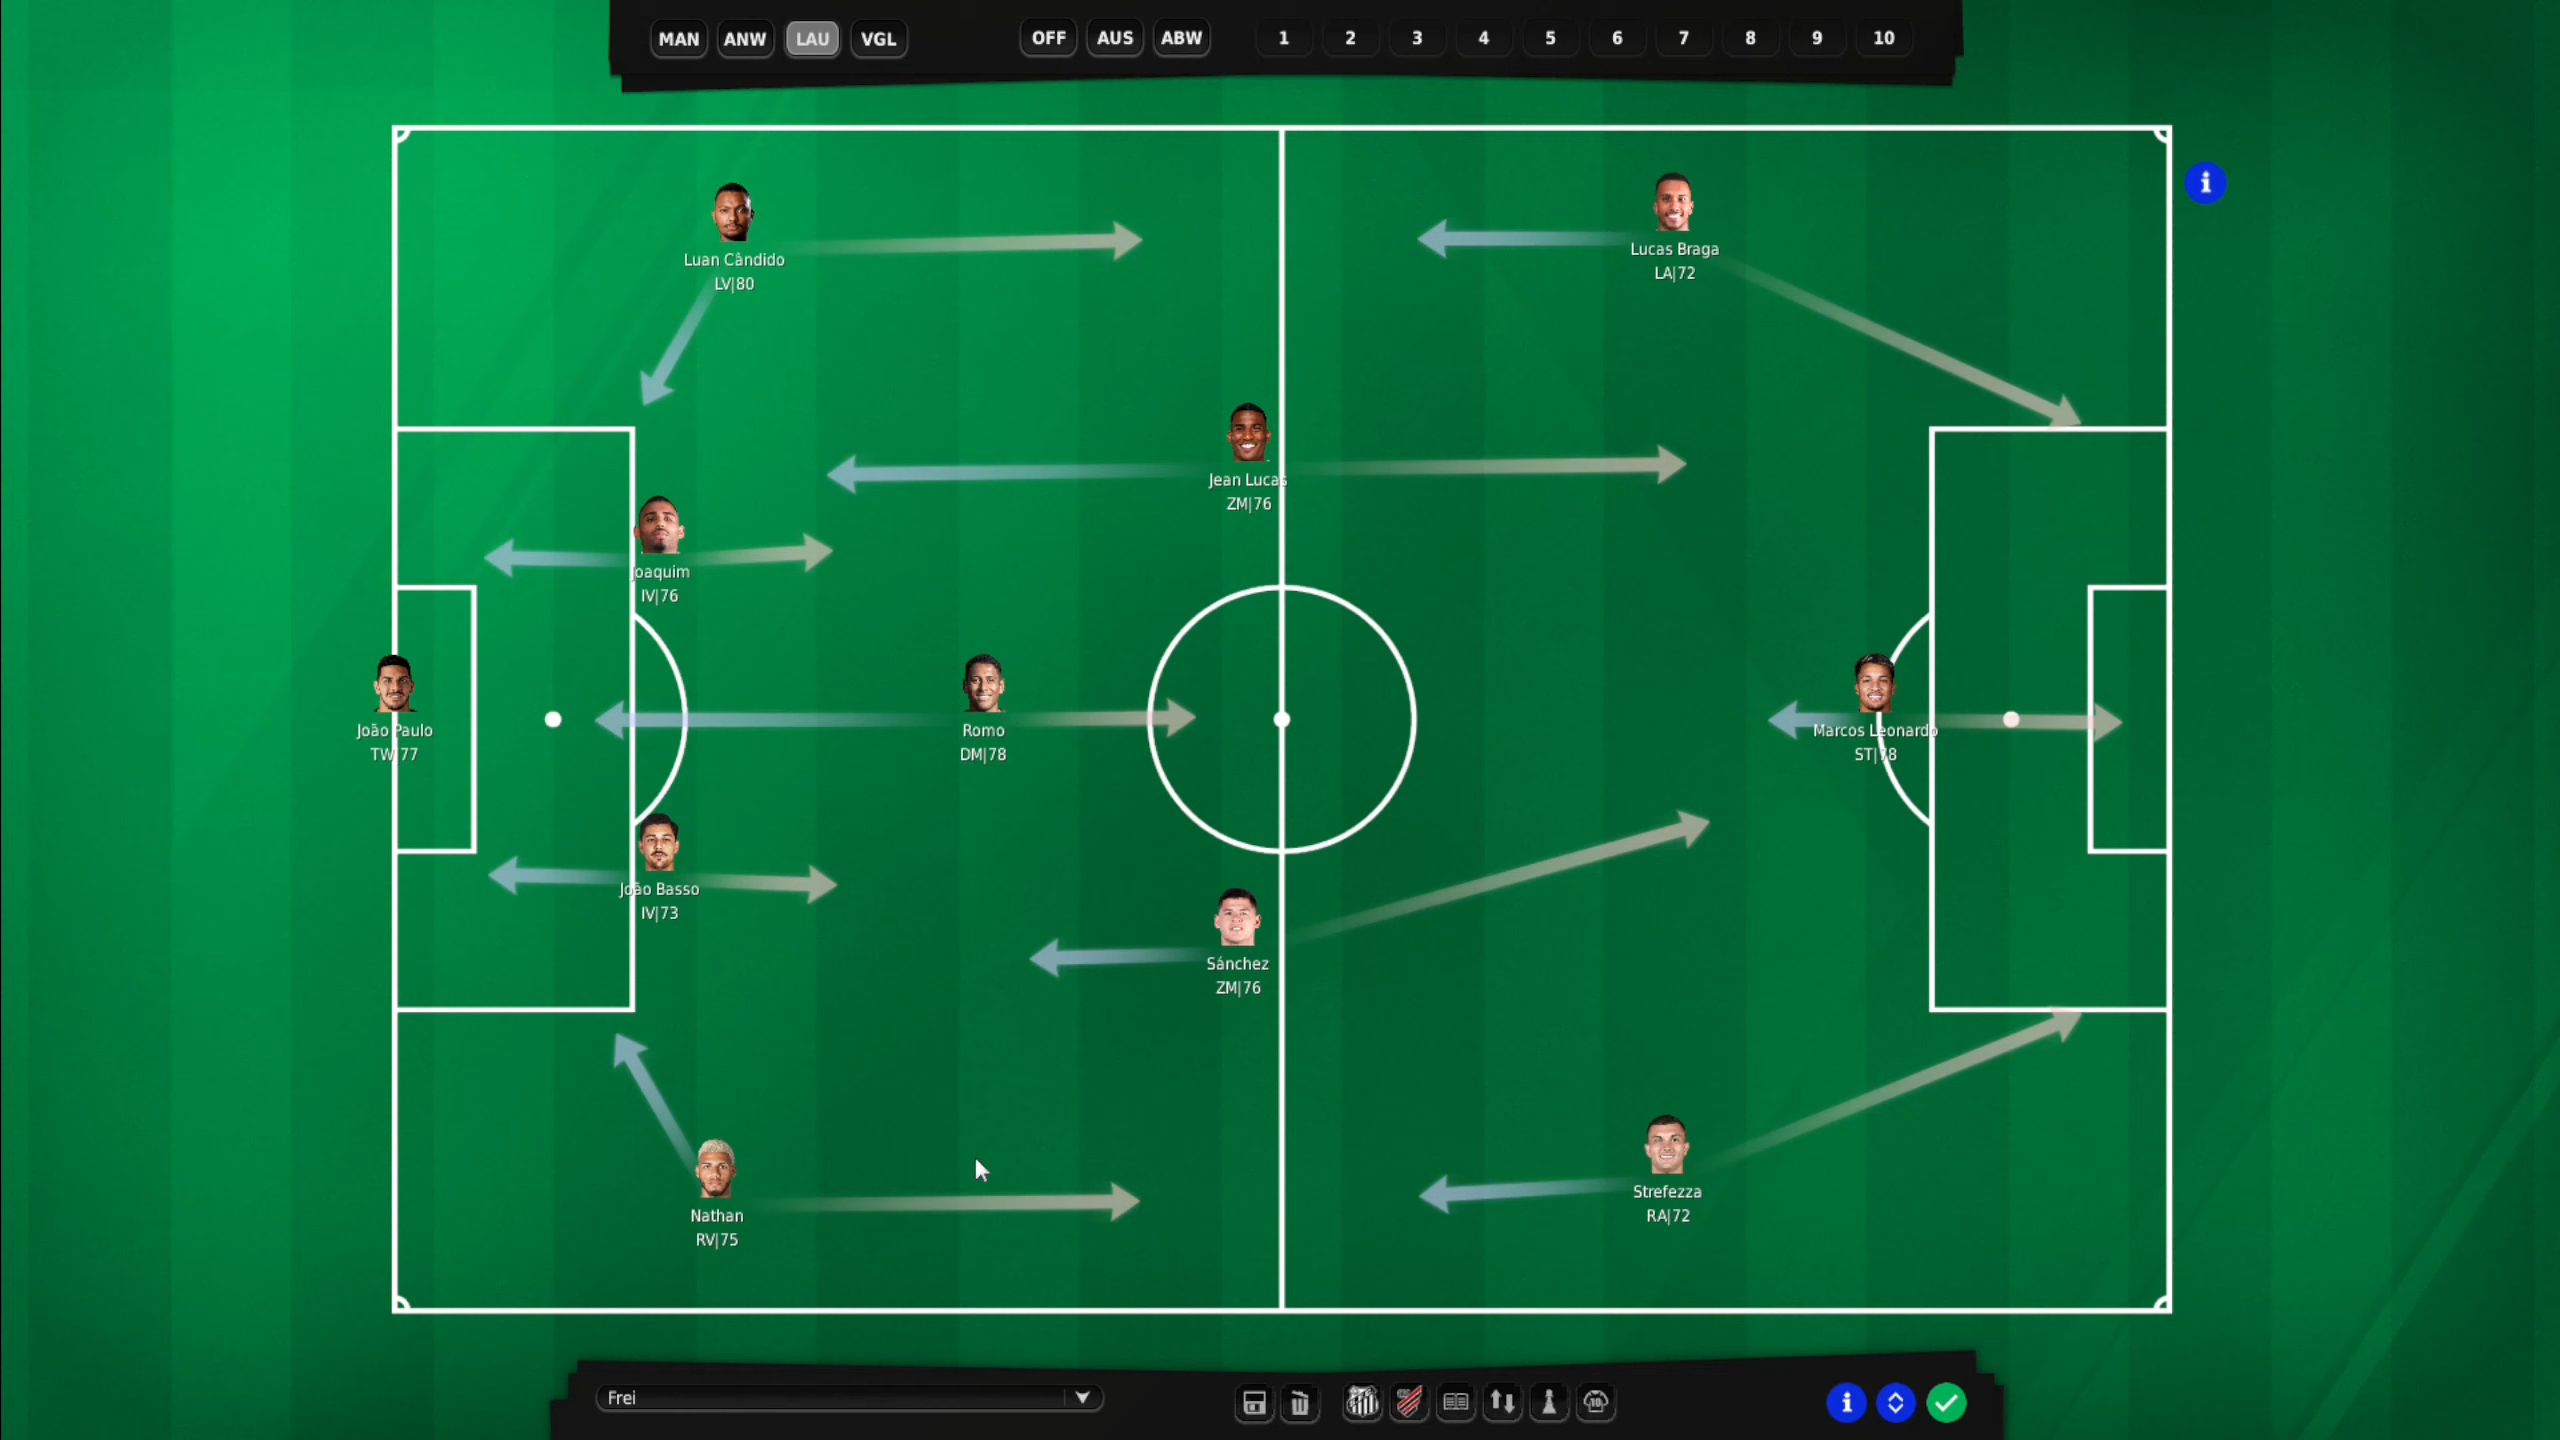 MAN ANW LAU VGL OFF AUS ABW 1 2 3 4 5 6 7 8 9 10
Luan Cândido
LV|80
Lucas Braga
LA|72
Jean Lucas
ZM|76
Joaquim
IV|76
João Paulo
TW|77
Romo
DM|78
Marcos Leonardo
ST|78
João Basso
IV|73
Sánchez
ZM|76
Nathan
RV|75
Strefezza
RA|72
Frei